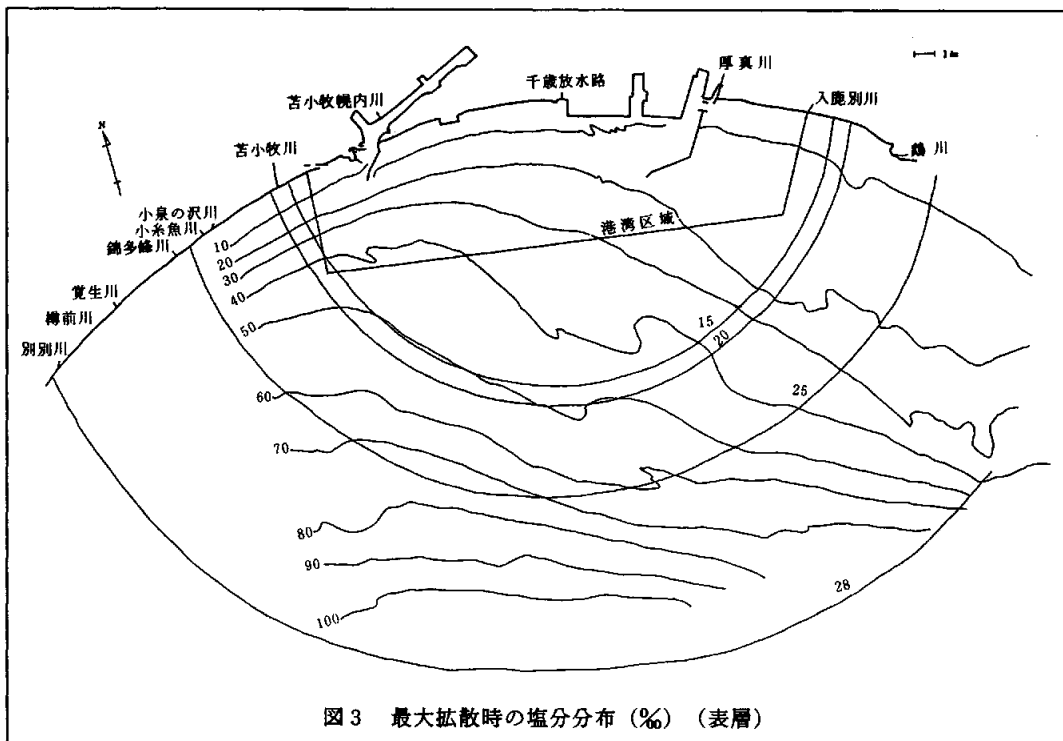 1km
厚真川
千歳放水路
苫小牧幌内川
入鹿別川
N
苫小牧川
鵡川
小泉の沢川
小糸魚川
錦多峰川
港湾区域
10
20
30
40
覚生川
樽前川
50
15
20
別別川
60
25
70
80
90
28
100
図3 最大拡散時の塩分分布(‰)(表層)